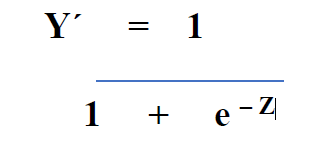 Y´ = 1
1 + e – Z